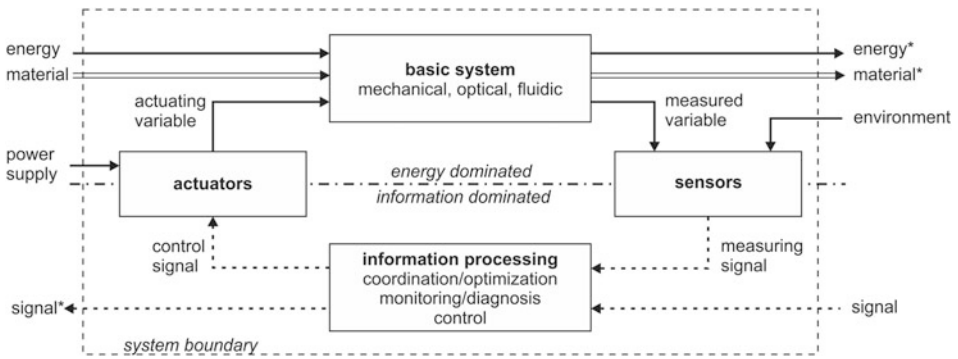 energy
material
basic system
mechanical, optical, fluidic
energy*
material*
actuating
variable
measured
variable
environment
power
supply
actuators
energy dominated
information dominated
sensors
control
signal
information processing
coordination/optimization
monitoring/diagnosis
control
measuring
signal
signal*
signal
system boundary